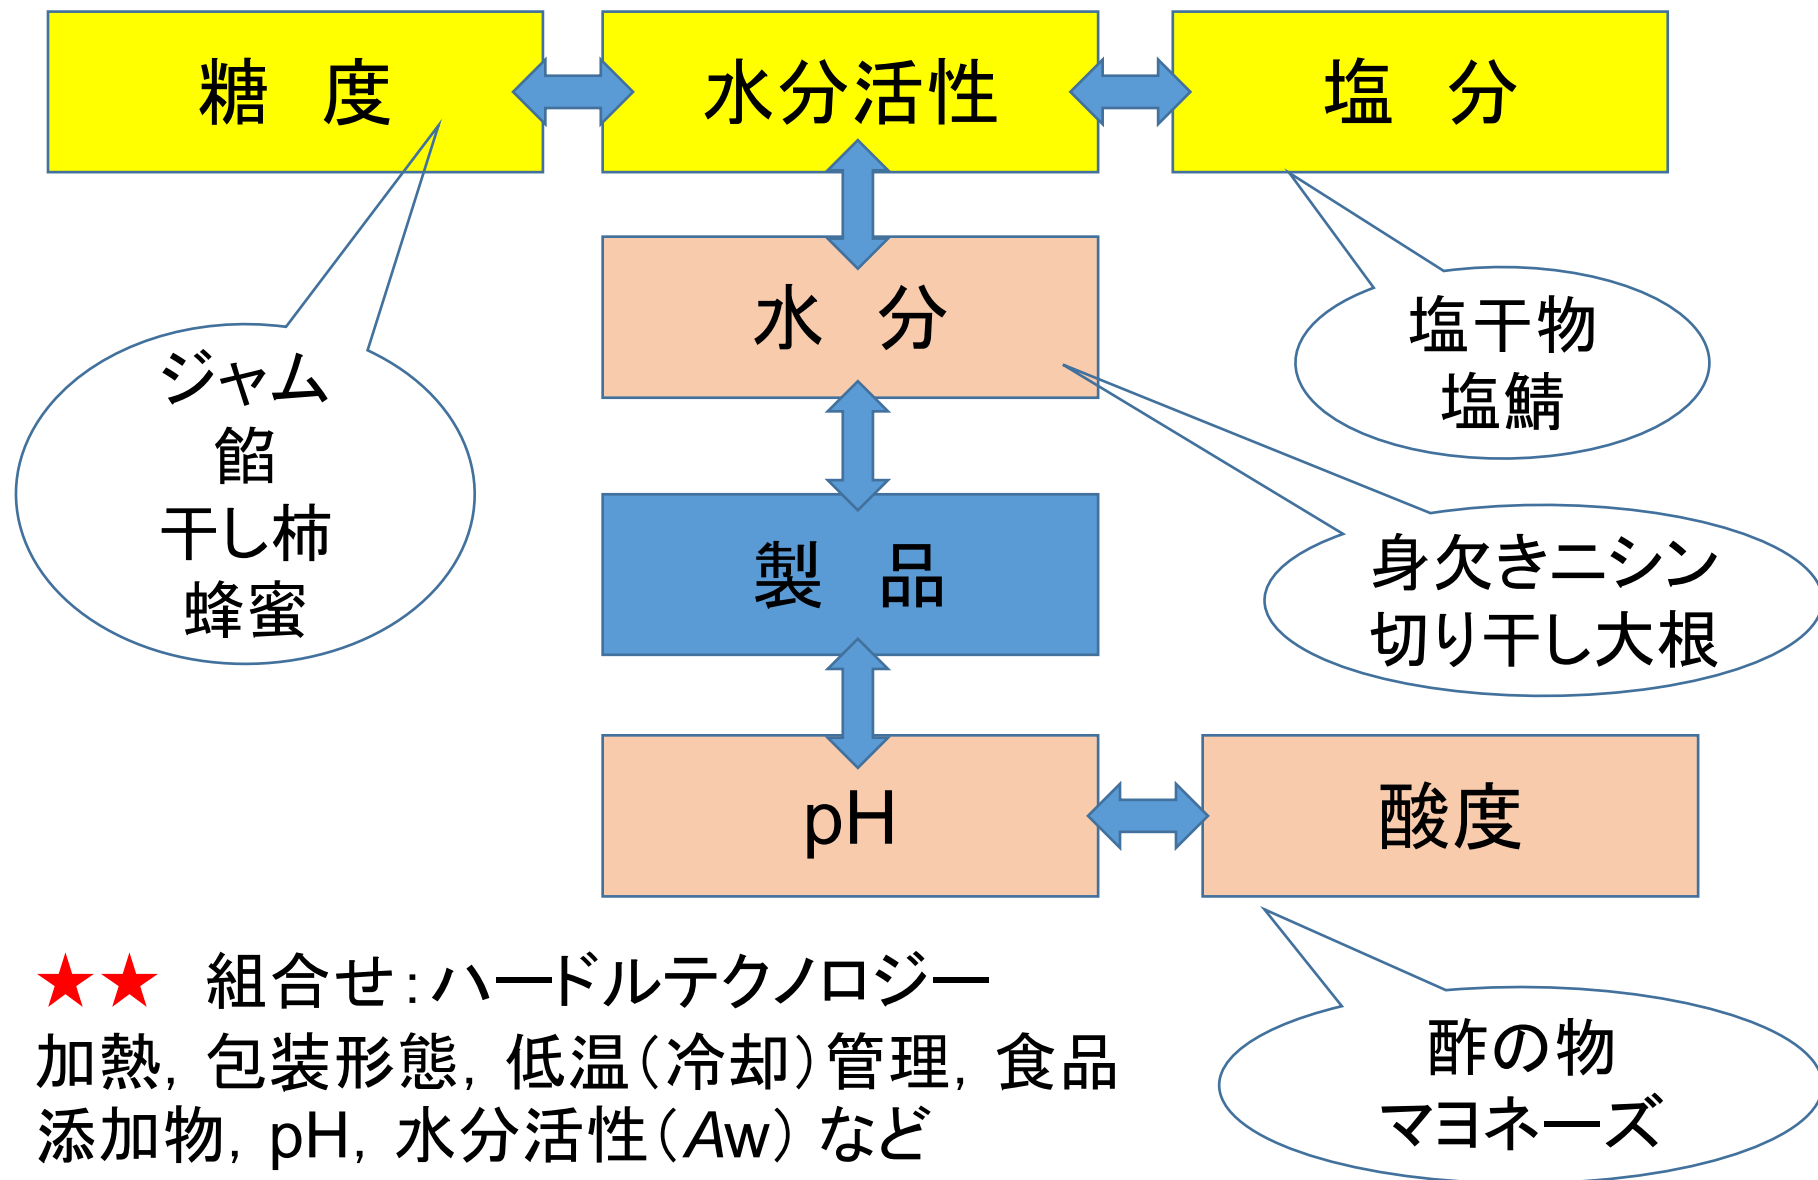 糖　度
水分活性
塩　分
水　分
塩干物
塩鯖
ジャム
餡
干し柿
蜂蜜
製　品
身欠きニシン
切り干し大根
pH
酸度
★★　組合せ：ハードルテクノロジー
加熱，包装形態，低温（冷却）管理，食品
添加物，pH，水分活性（Aw）など
酢の物
マヨネーズ